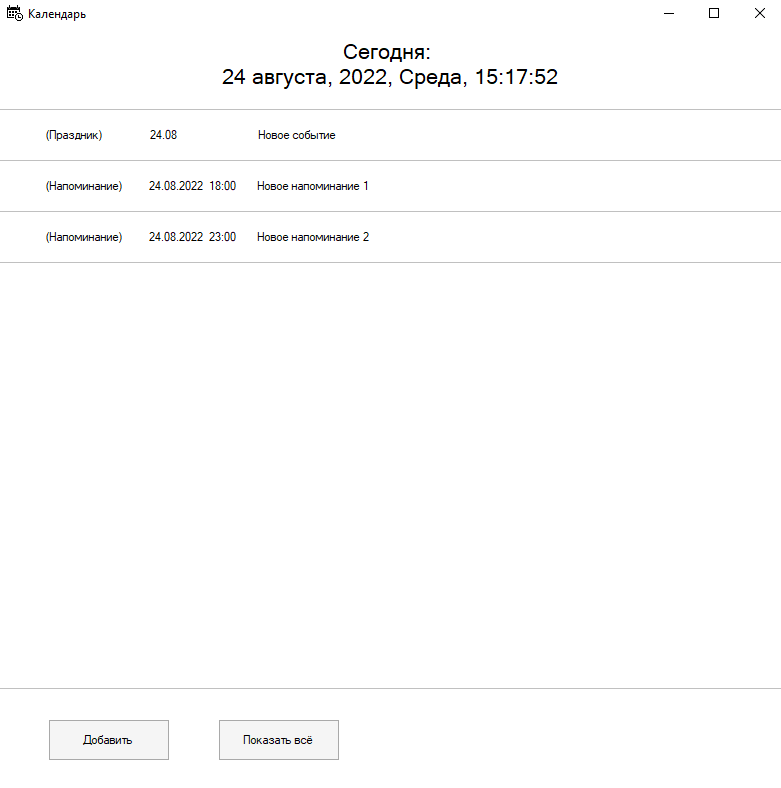 Календарь
Сегодня:
24 августа, 2022, Среда, 15:17:52
(Праздник) 24.08 Новое событие
(Напоминание) 24.08.2022 18:00 Новое напоминание 1
(Напоминание) 24.08.2022 23:00 Новое напоминание 2
Добавить Показать всё